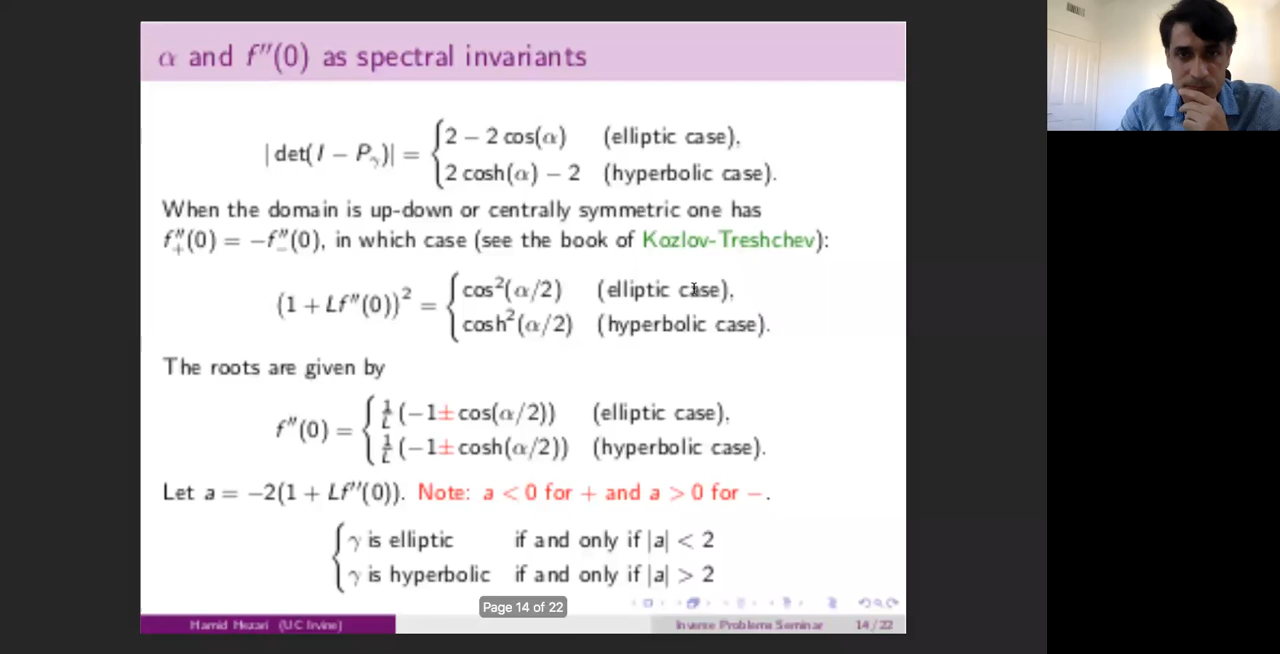 α and f″(0) as spectral invariants
|det(I − Pᵧ)| = { 2 − 2 cos(α) (elliptic case),
2 cosh(α) − 2 (hyperbolic case).
When the domain is up-down or centrally symmetric one has
f″₊(0) = −f″₋(0), in which case (see the book of Kozlov-Treshchev):
(1 + Lf″(0))² = { cos²(α/2) (elliptic case),
cosh²(α/2) (hyperbolic case).
The roots are given by
f″(0) = { 1/L (−1± cos(α/2)) (elliptic case),
1/L (−1± cosh(α/2)) (hyperbolic case).
Let a = −2(1 + Lf″(0)). Note: a < 0 for + and a > 0 for −.
{ γ is elliptic if and only if |a| < 2
γ is hyperbolic if and only if |a| > 2
Page 14 of 22
Hamid Hezari (UC Irvine) Inverse Problems Seminar 14 / 22